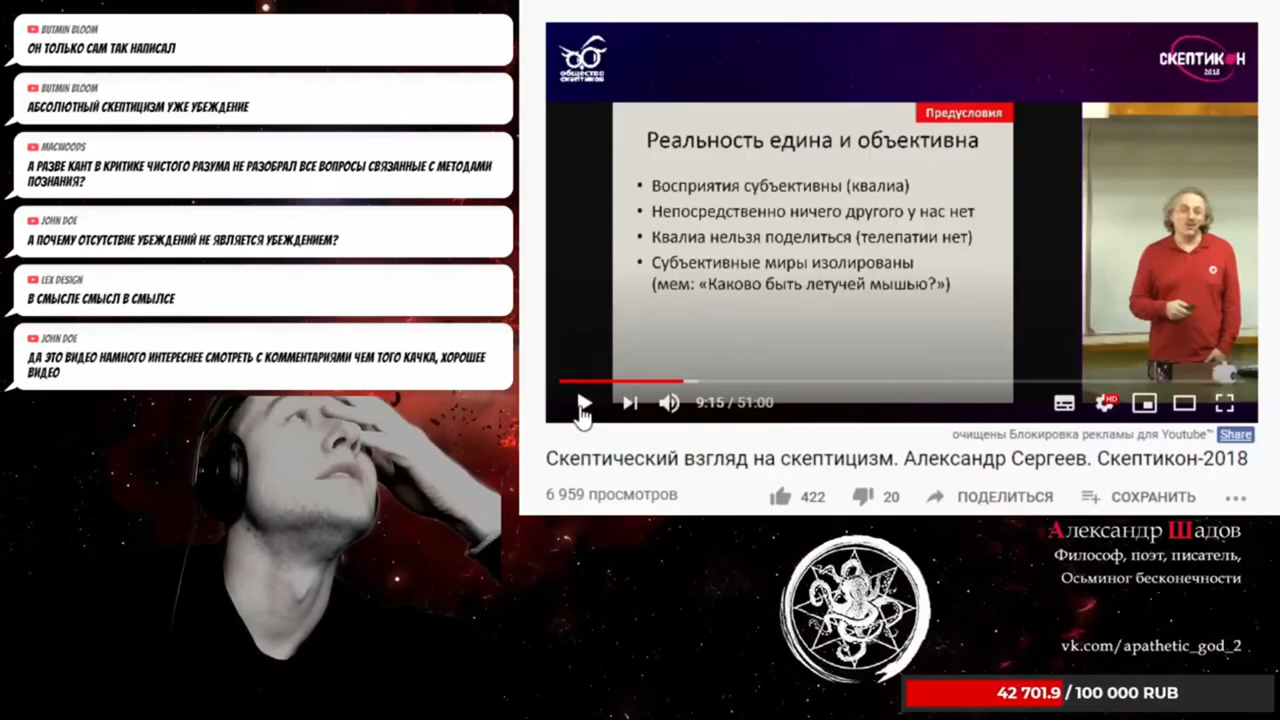 BUTMIN BLOOM
ОН ТОЛЬКО САМ ТАК НАПИСАЛ
BUTMIN BLOOM
АБСОЛЮТНЫЙ СКЕПТИЦИЗМ УЖЕ УБЕЖДЕНИЕ
MACWOODS
А РАЗВЕ КАНТ В КРИТИКЕ ЧИСТОГО РАЗУМА НЕ РАЗОБРАЛ ВСЕ ВОПРОСЫ СВЯЗАННЫЕ С МЕТОДАМИ
ПОЗНАНИЯ?
JOHN DOE
А ПОЧЕМУ ОТСУТСТВИЕ УБЕЖДЕНИЙ НЕ ЯВЛЯЕТСЯ УБЕЖДЕНИЕМ?
LEX DESIGN
В СМЫСЛЕ СМЫСЛ В СМЫЛСЕ
JOHN DOE
ДА ЭТО ВИДЕО НАМНОГО ИНТЕРЕСНЕЕ СМОТРЕТЬ С КОММЕНТАРИЯМИ ЧЕМ ТОГО КАЧКА, ХОРОШЕЕ
ВИДЕО
общество
скептиков
СКЕПТИКОН
2018
Предусловия
Реальность едина и объективна
• Восприятия субъективны (квалиа)
• Непосредственно ничего другого у нас нет
• Квалиа нельзя поделиться (телепатии нет)
• Субъективные миры изолированы
(мем: «Каково быть летучей мышью?»)
9:15 / 51:00
HD
очищены Блокировка рекламы для Youtube™ Share
Скептический взгляд на скептицизм. Александр Сергеев. Скептикон-2018
6 959 просмотров
422
20
ПОДЕЛИТЬСЯ
СОХРАНИТЬ
Александр Шадов
Философ, поэт, писатель,
Осьминог бесконечности
vk.com/apathetic_god_2
42 701.9 / 100 000 RUB